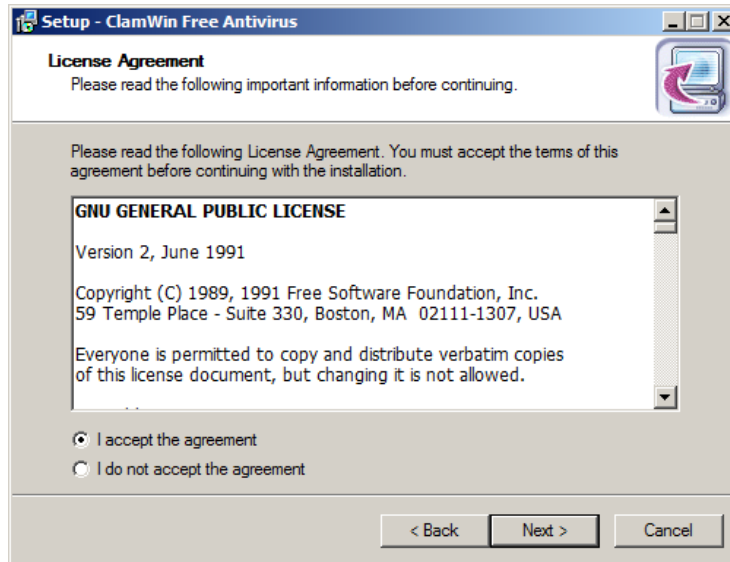 Setup - ClamWin Free Antivirus
License Agreement
Please read the following important information before continuing.
Please read the following License Agreement. You must accept the terms of this
agreement before continuing with the installation.
GNU GENERAL PUBLIC LICENSE
Version 2, June 1991
Copyright (C) 1989, 1991 Free Software Foundation, Inc.
59 Temple Place - Suite 330, Boston, MA  02111-1307, USA
Everyone is permitted to copy and distribute verbatim copies
of this license document, but changing it is not allowed.
I accept the agreement
I do not accept the agreement
< Back
Next >
Cancel